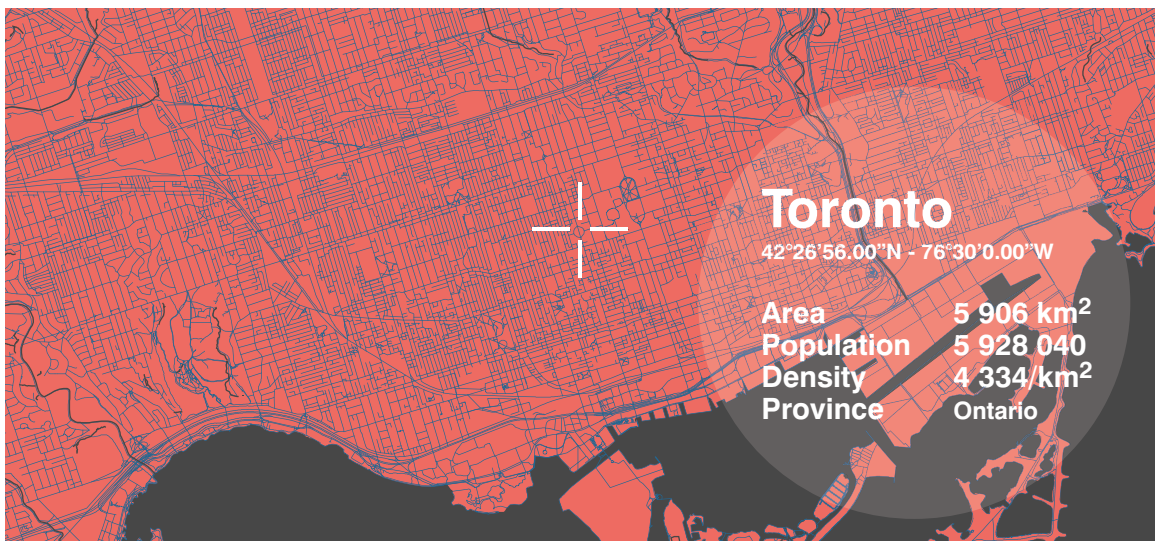 Toronto
42°26’56.00”N - 76°30’0.00”W
Area 5 906 km²
Population 5 928 040
Density 4 334/km²
Province Ontario